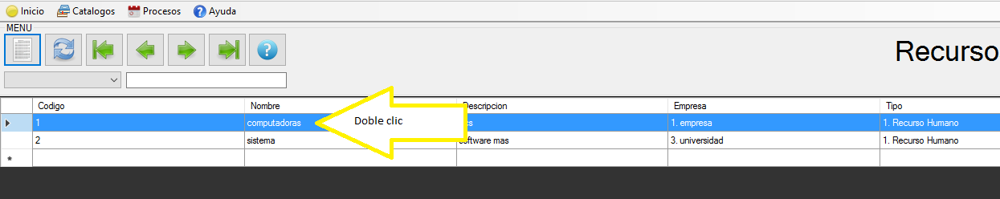 Inicio Catalogos Procesos Ayuda
MENU
Recurso
Codigo Nombre Descripcion Empresa Tipo
1 computadoras Doble clic 1. empresa 1. Recurso Humano
2 sistema software mas 3. universidad 1. Recurso Humano